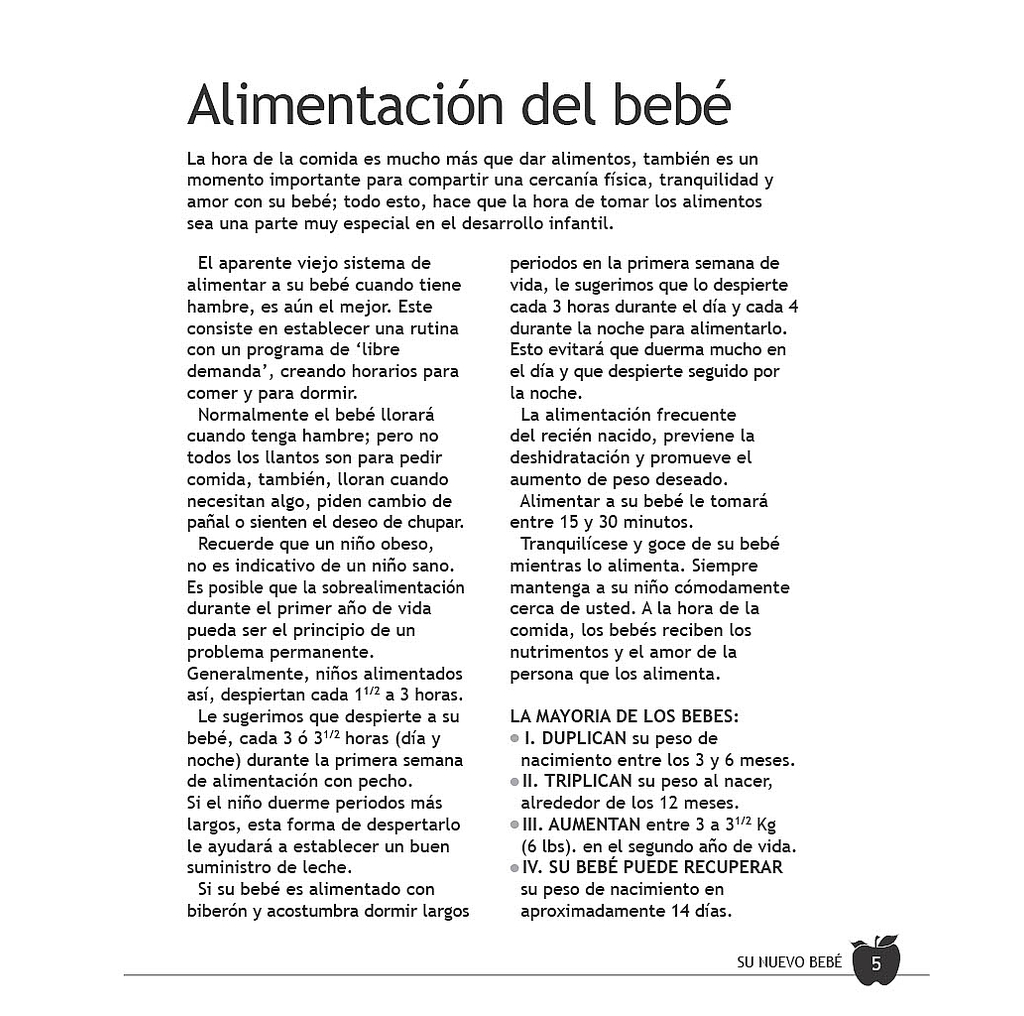 Alimentación del bebé
La hora de la comida es mucho más que dar alimentos, también es un
momento importante para compartir una cercanía física, tranquilidad y
amor con su bebé; todo esto, hace que la hora de tomar los alimentos
sea una parte muy especial en el desarrollo infantil.
El aparente viejo sistema de
alimentar a su bebé cuando tiene
hambre, es aún el mejor. Este
consiste en establecer una rutina
con un programa de ‘libre
demanda’, creando horarios para
comer y para dormir.
Normalmente el bebé llorará
cuando tenga hambre; pero no
todos los llantos son para pedir
comida, también, lloran cuando
necesitan algo, piden cambio de
pañal o sienten el deseo de chupar.
Recuerde que un niño obeso,
no es indicativo de un niño sano.
Es posible que la sobrealimentación
durante el primer año de vida
pueda ser el principio de un
problema permanente.
Generalmente, niños alimentados
así, despiertan cada 1 1/2 a 3 horas.
Le sugerimos que despierte a su
bebé, cada 3 ó 3 1/2 horas (día y
noche) durante la primera semana
de alimentación con pecho.
Si el niño duerme periodos más
largos, esta forma de despertarlo
le ayudará a establecer un buen
suministro de leche.
Si su bebé es alimentado con
biberón y acostumbra dormir largos
periodos en la primera semana de
vida, le sugerimos que lo despierte
cada 3 horas durante el día y cada 4
durante la noche para alimentarlo.
Esto evitará que duerma mucho en
el día y que despierte seguido por
la noche.
La alimentación frecuente
del recién nacido, previene la
deshidratación y promueve el
aumento de peso deseado.
Alimentar a su bebé le tomará
entre 15 y 30 minutos.
Tranquilícese y goce de su bebé
mientras lo alimenta. Siempre
mantenga a su niño cómodamente
cerca de usted. A la hora de la
comida, los bebés reciben los
nutrimentos y el amor de la
persona que los alimenta.
LA MAYORIA DE LOS BEBES:
● I. DUPLICAN su peso de
nacimiento entre los 3 y 6 meses.
● II. TRIPLICAN su peso al nacer,
alrededor de los 12 meses.
● III. AUMENTAN entre 3 a 3 1/2 Kg
(6 lbs). en el segundo año de vida.
● IV. SU BEBÉ PUEDE RECUPERAR
su peso de nacimiento en
aproximadamente 14 días.
SU NUEVO BEBÉ 5